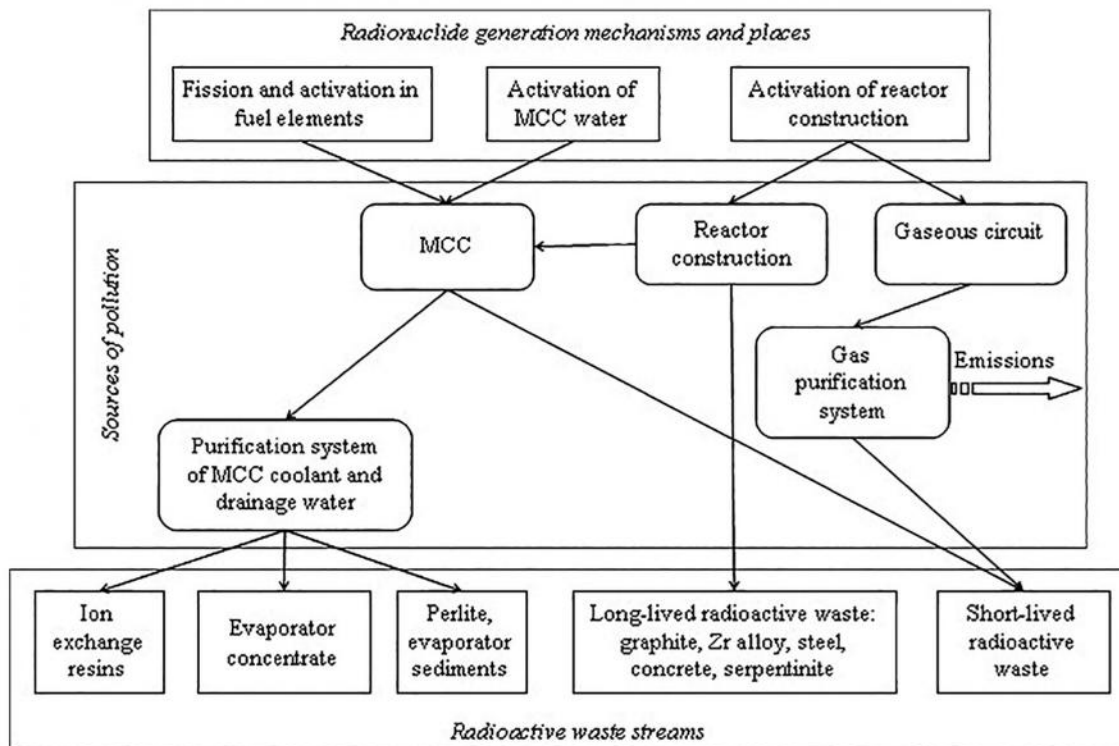 Radionuclide generation mechanisms and places
Fission and activation in
fuel elements
Activation of
MCC water
Activation of reactor
construction
Sources of pollution
MCC
Reactor
construction
Gaseous circuit
Gas
purification
system
Emissions
Purification system
of MCC coolant and
drainage water
Ion
exchange
resins
Evaporator
concentrate
Perlite,
evaporator
sediments
Long-lived radioactive waste:
graphite, Zr alloy, steel,
concrete, serpentinite
Short-lived
radioactive
waste
Radioactive waste streams